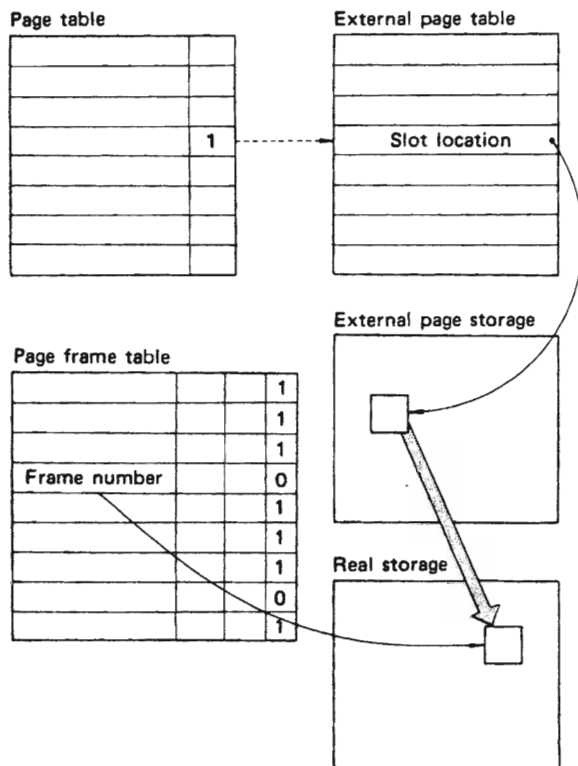 Page table
External page table
1
Slot location
External page storage
Page frame table
1
1
1
Frame number
0
1
1
1
0
1
Real storage